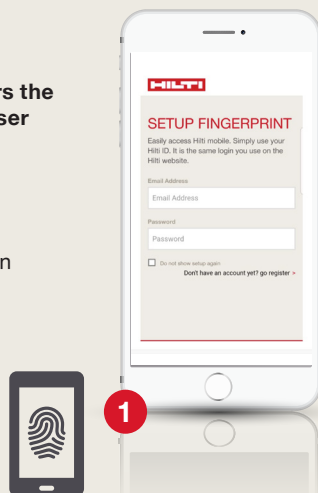 rs the
ser
n
HILTI
SETUP FINGERPRINT
Easily access Hilti mobile. Simply use your
Hilti ID. It is the same login you use on the
Hilti website.
Email Address
Email Address
Password
Password
Do not show setup again
Don't have an account yet? go register >
1